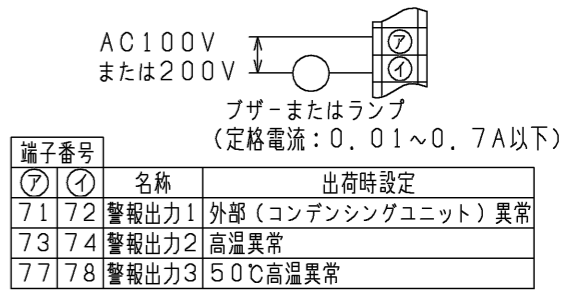 AC100V
または200V
㋐
㋑
ブザーまたはランプ
(定格電流:0.01~0.7A以下)
端子番号
㋐ ㋑ 名称 出荷時設定
71 72 警報出力1 外部(コンデンシングユニット)異常
73 74 警報出力2 高温異常
77 78 警報出力3 50℃高温異常